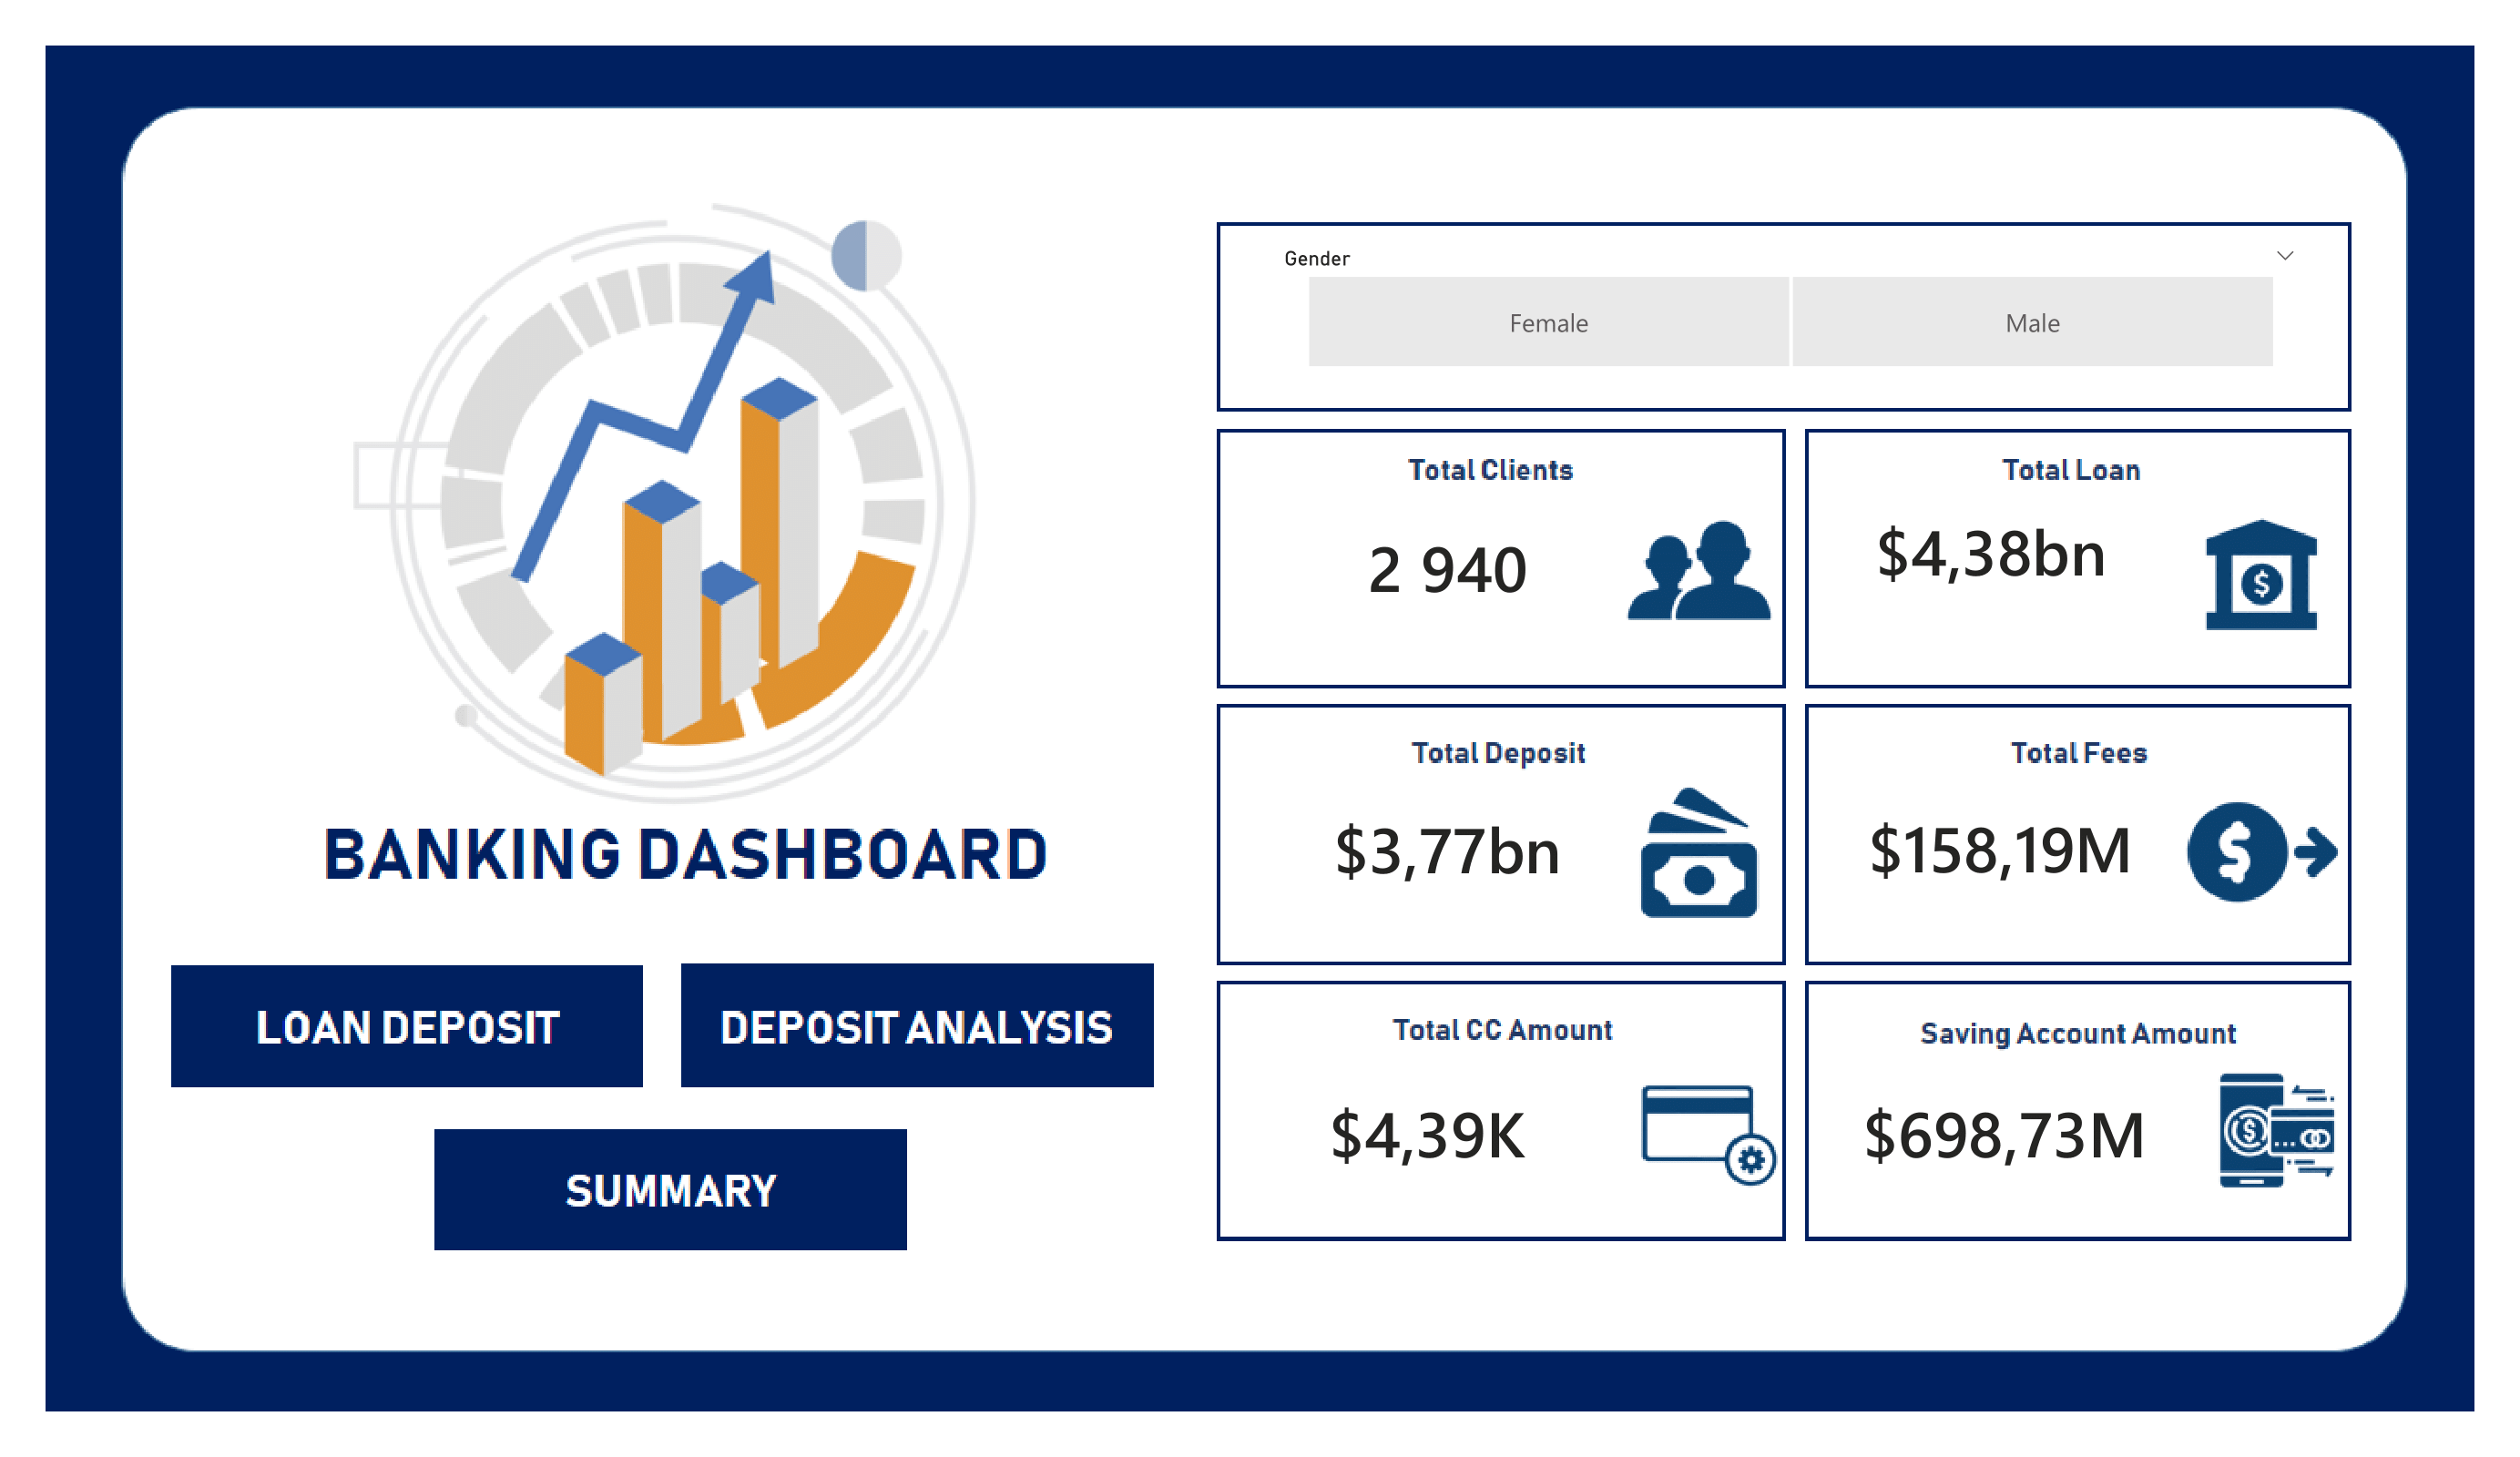 BANKING DASHBOARD
LOAN DEPOSIT
DEPOSIT ANALYSIS
SUMMARY
Gender
Female
Male
Total Clients
2 940
Total Loan
$4,38bn
Total Deposit
$3,77bn
Total Fees
$158,19M
Total CC Amount
$4,39K
Saving Account Amount
$698,73M